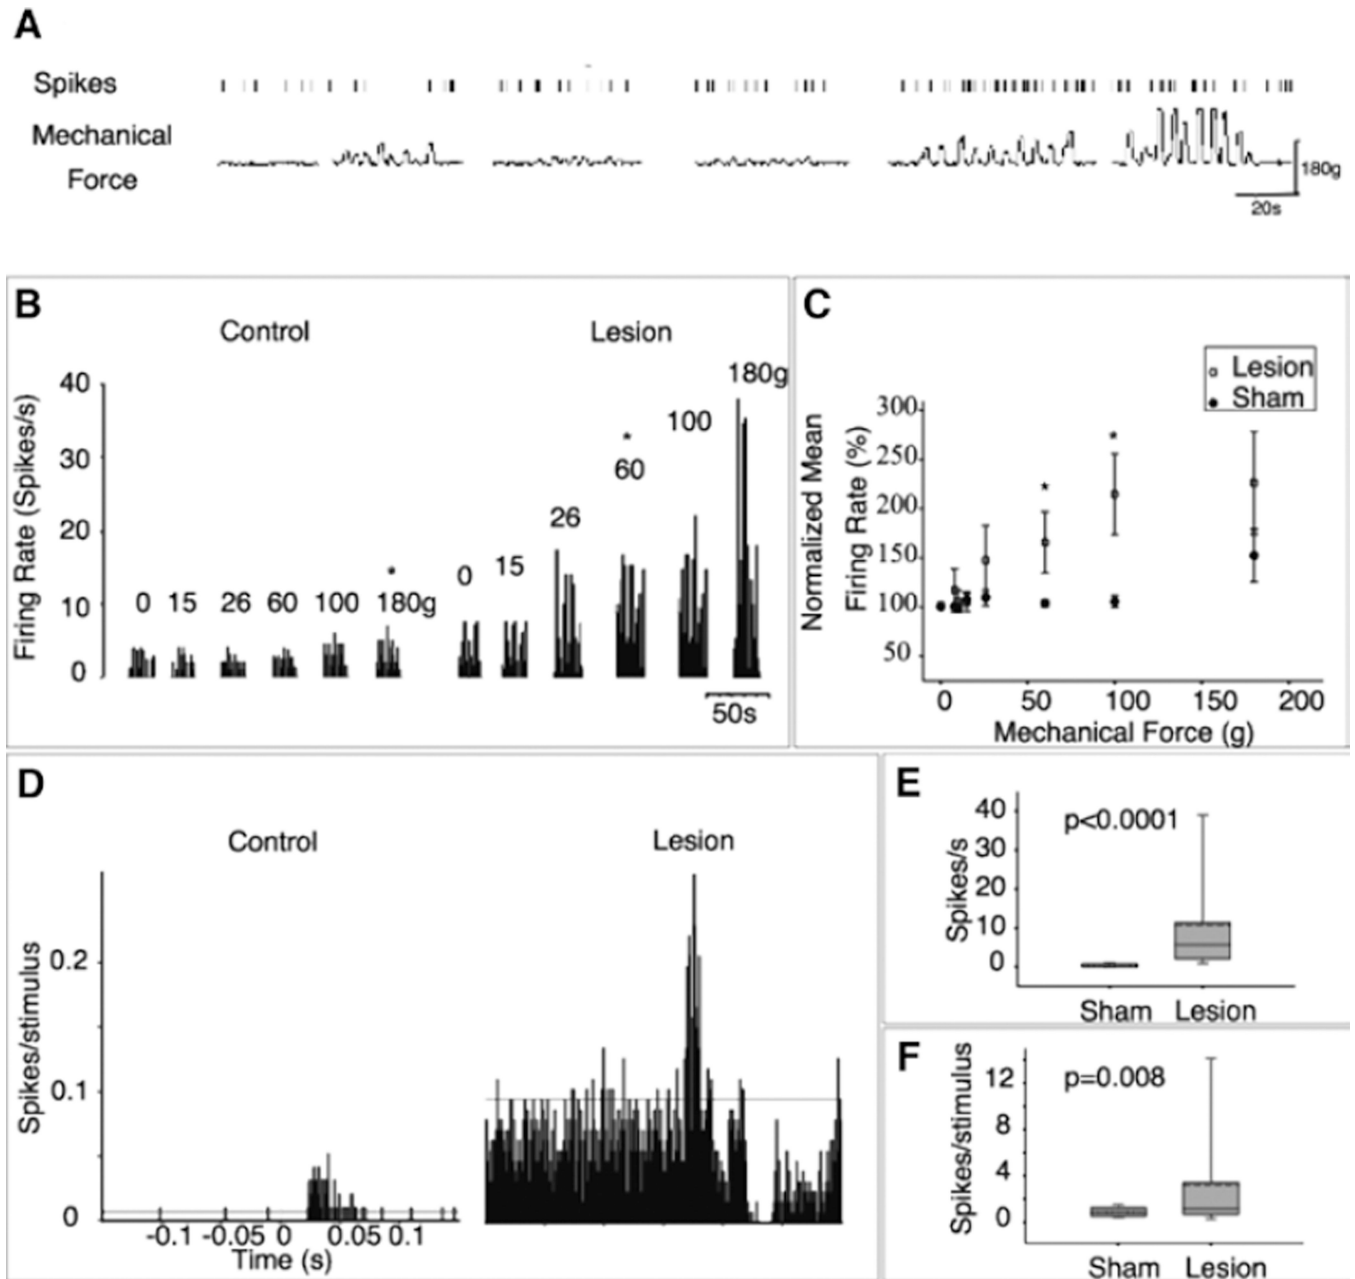 A
Spikes
Mechanical
Force
180g
20s
B
Control
Lesion
Firing Rate (Spikes/s)
40
30
20
10
0
0
15
26
60
100
*
180g
0
15
26
*
60
100
180g
50s
C
Lesion
Sham
Normalized Mean
Firing Rate (%)
300
250
200
150
100
50
*
*
0
50
100
150
200
Mechanical Force (g)
D
Control
Lesion
Spikes/stimulus
0.2
0.1
0
-0.1 -0.05 0 0.05 0.1
Time (s)
E
p<0.0001
Spikes/s
40
30
20
10
0
Sham Lesion
F
p=0.008
Spikes/stimulus
12
8
4
0
Sham Lesion